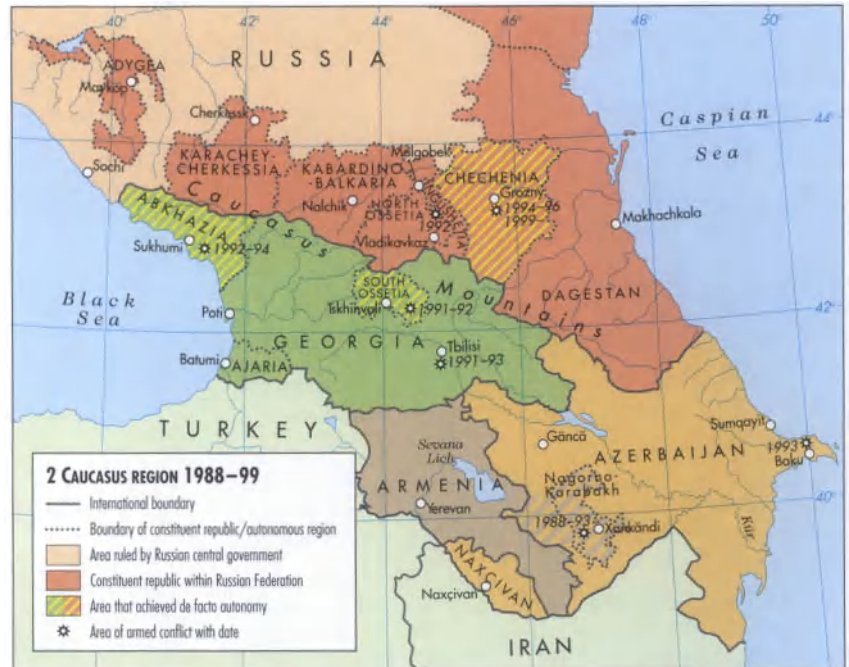 40
42
44
46
48
50
RUSSIA
ADYGEA
Maykop
Cherkessk
Caspian
Sea
44
KARACHEY-
CHERKESSIA
KABARDINO-
BALKARIA
Malgobek
INGUSHETIA
CHECHENIA
Grozny
1994–96
1999–
Sochi
Caucasus
Mountains
Nalchik
NORTH
OSSETIA
1992
Vladikavkaz
Makhachkala
ABKHAZIA
Sukhumi
1992–94
DAGESTAN
42
Black
Sea
SOUTH
OSSETIA
Tskhinvali
1991–92
Poti
GEORGIA
Tbilisi
1991–93
Batumi
AJARIA
TURKEY
Sevana
Lich
ARMENIA
Yerevan
Gäncä
AZERBAIJAN
Sumqayit
1993
Baku
Nagorno-
Karabakh
1988–93
Xankändi
40
Kür
NAXÇIVAN
Naxçivan
IRAN
2 CAUCASUS REGION 1988–99
International boundary
Boundary of constituent republic/autonomous region
Area ruled by Russian central government
Constituent republic within Russian Federation
Area that achieved de facto autonomy
Area of armed conflict with date